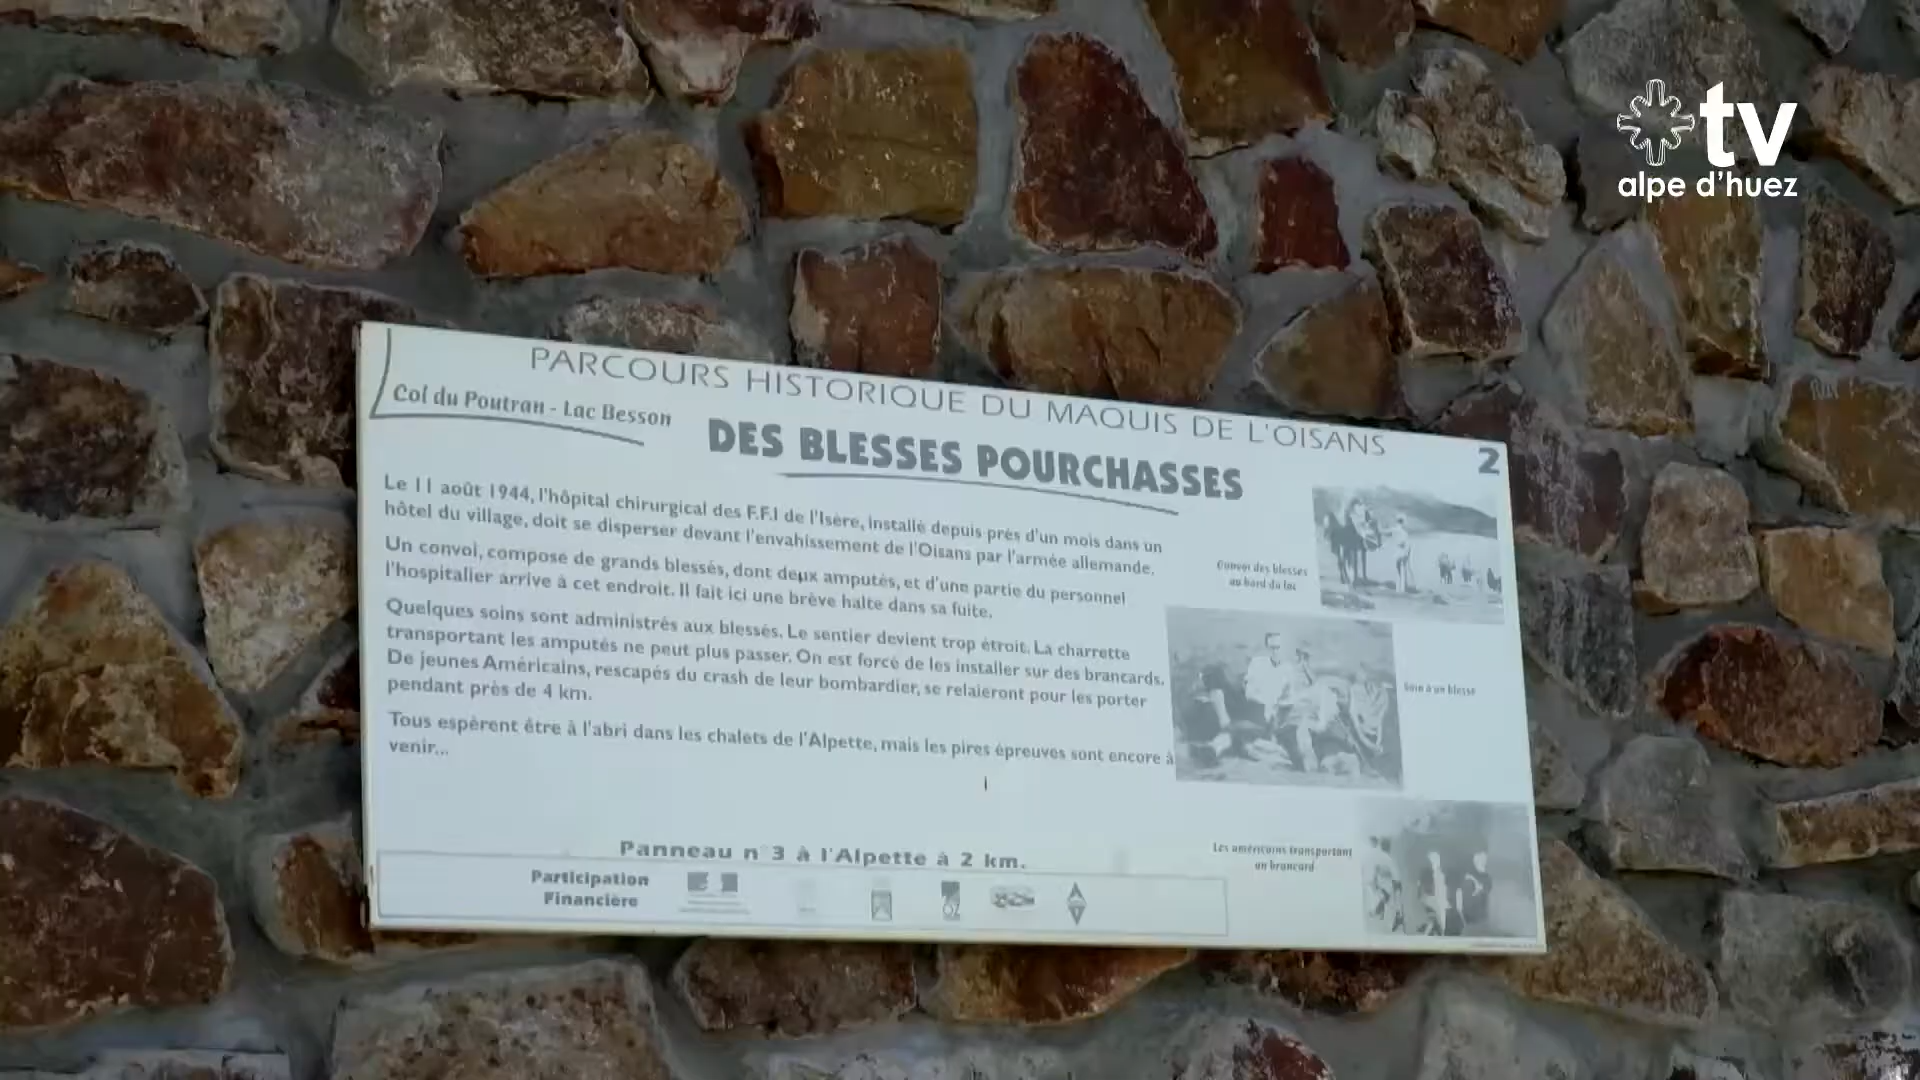 tv
alpe d'huez
PARCOURS HISTORIQUE DU MAQUIS DE L'OISANS
Col du Poutran - Lac Besson
2
DES BLESSES POURCHASSES
Le 11 août 1944, l'hôpital chirurgical des F.F.I de l'Isère, installé depuis près d'un mois dans un
hôtel du village, doit se disperser devant l'envahissement de l'Oisans par l'armée allemande.
Un convoi, composé de grands blessés, dont deux amputés, et d'une partie du personnel
l'hospitalier arrive à cet endroit. Il fait ici une brève halte dans sa fuite.
Quelques soins sont administrés aux blessés. Le sentier devient trop étroit. La charrette
transportant les amputés ne peut plus passer. On est forcé de les installer sur des brancards.
De jeunes Américains, rescapés du crash de leur bombardier, se relaieront pour les porter
pendant près de 4 km.
Tous espèrent être à l'abri dans les chalets de l'Alpette, mais les pires épreuves sont encore à
venir...
Convoi des blessés
au bord du lac
Soin à un blessé
Les américains transportant
un brancard
Panneau n°3 à l'Alpette à 2 km.
Participation
Financière